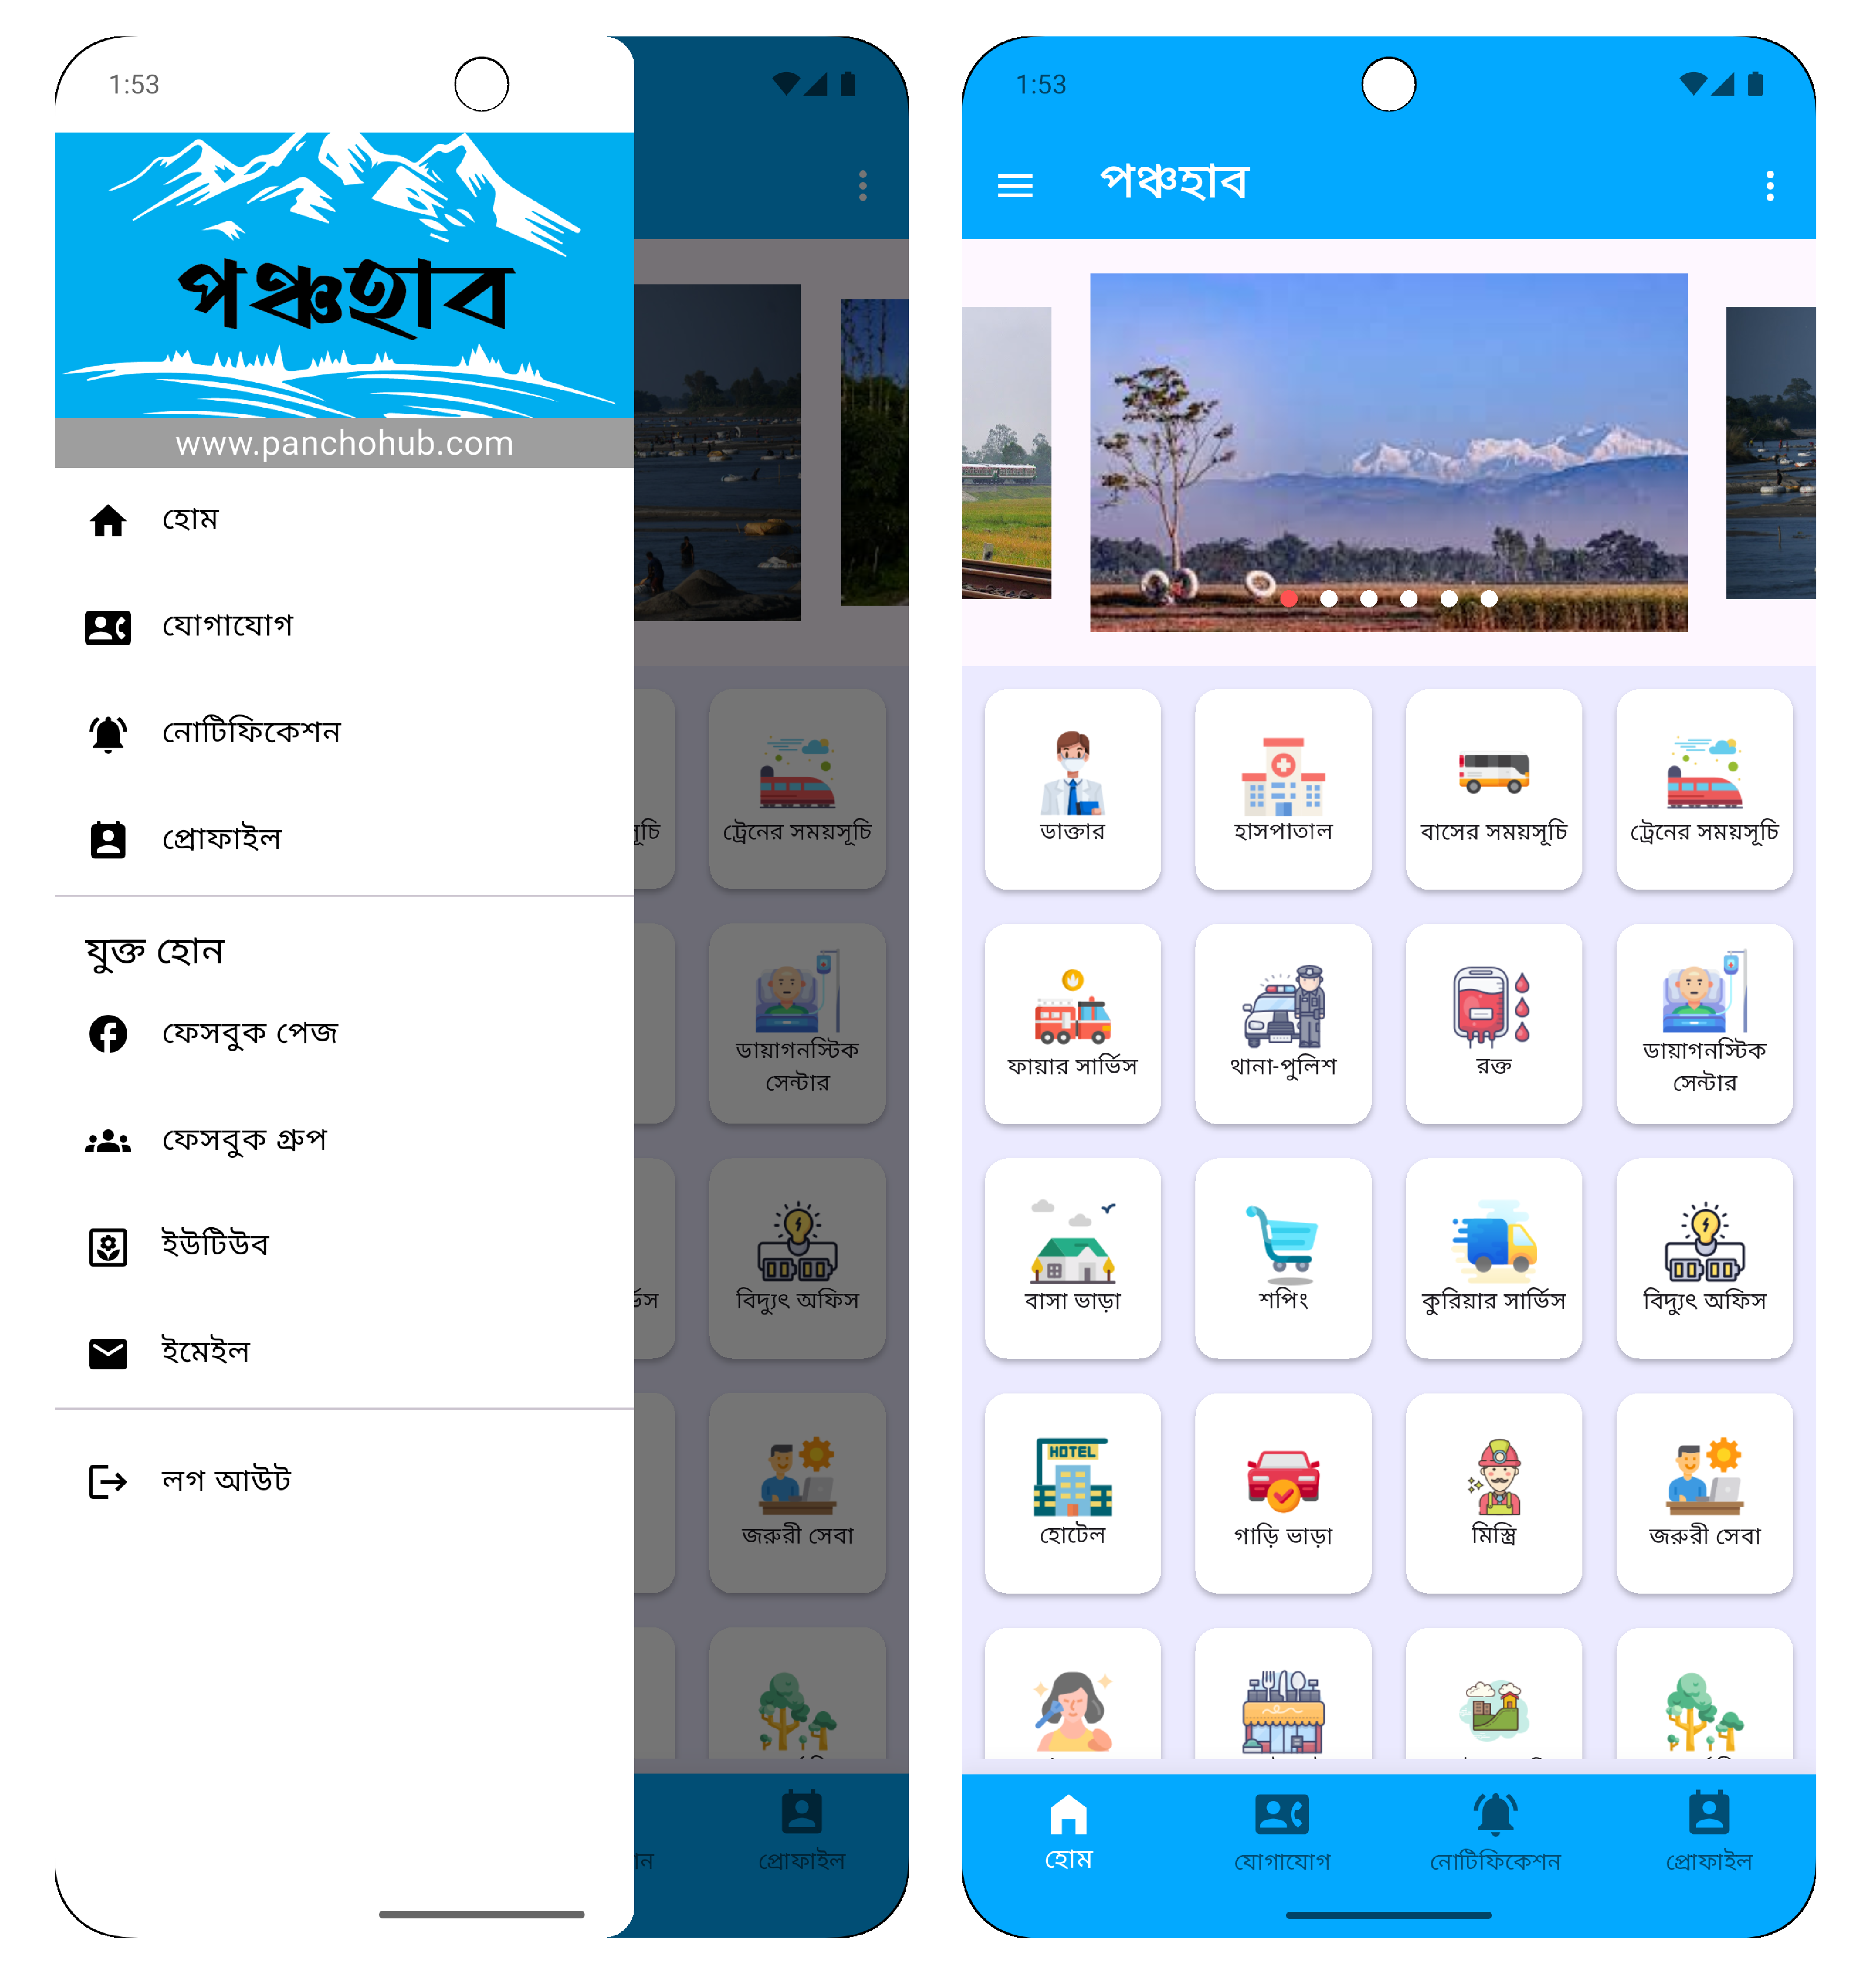 1:53
পঞ্চহাব
www.panchohub.com
হোম
যোগাযোগ
নোটিফিকেশন
প্রোফাইল
যুক্ত হোন
ফেসবুক পেজ
ফেসবুক গ্রুপ
ইউটিউব
ইমেইল
লগ আউট
ট্রেনের সময়সূচি
ডায়াগনস্টিক
সেন্টার
বিদ্যুৎ অফিস
জরুরী সেবা
প্রোফাইল
1:53
পঞ্চহাব
ডাক্তার হাসপাতাল বাসের সময়সূচি ট্রেনের সময়সূচি
ফায়ার সার্ভিস থানা-পুলিশ রক্ত ডায়াগনস্টিক
সেন্টার
বাসা ভাড়া শপিং কুরিয়ার সার্ভিস বিদ্যুৎ অফিস
HOTEL
হোটেল গাড়ি ভাড়া মিস্ত্রি জরুরী সেবা
হোম যোগাযোগ নোটিফিকেশন প্রোফাইল